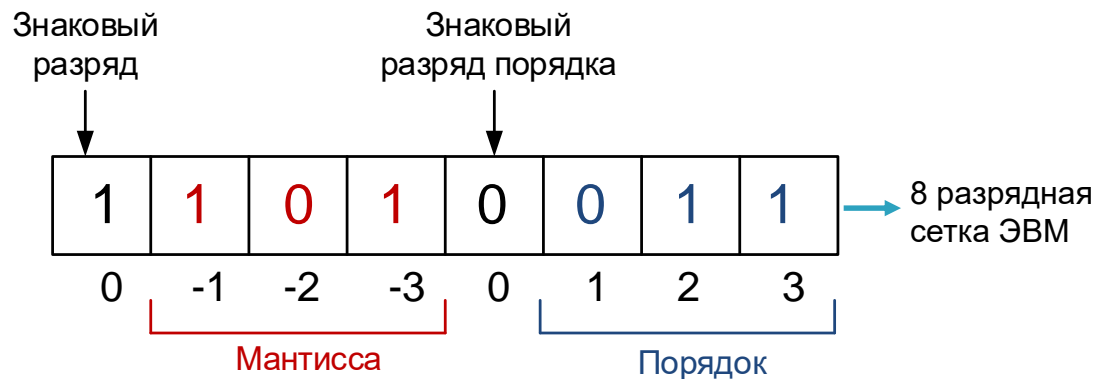 Знаковый
разряд
Знаковый
разряд порядка
1 1 0 1 0 0 1 1
8 разрядная
сетка ЭВМ
0 -1 -2 -3 0 1 2 3
Мантисса
Порядок